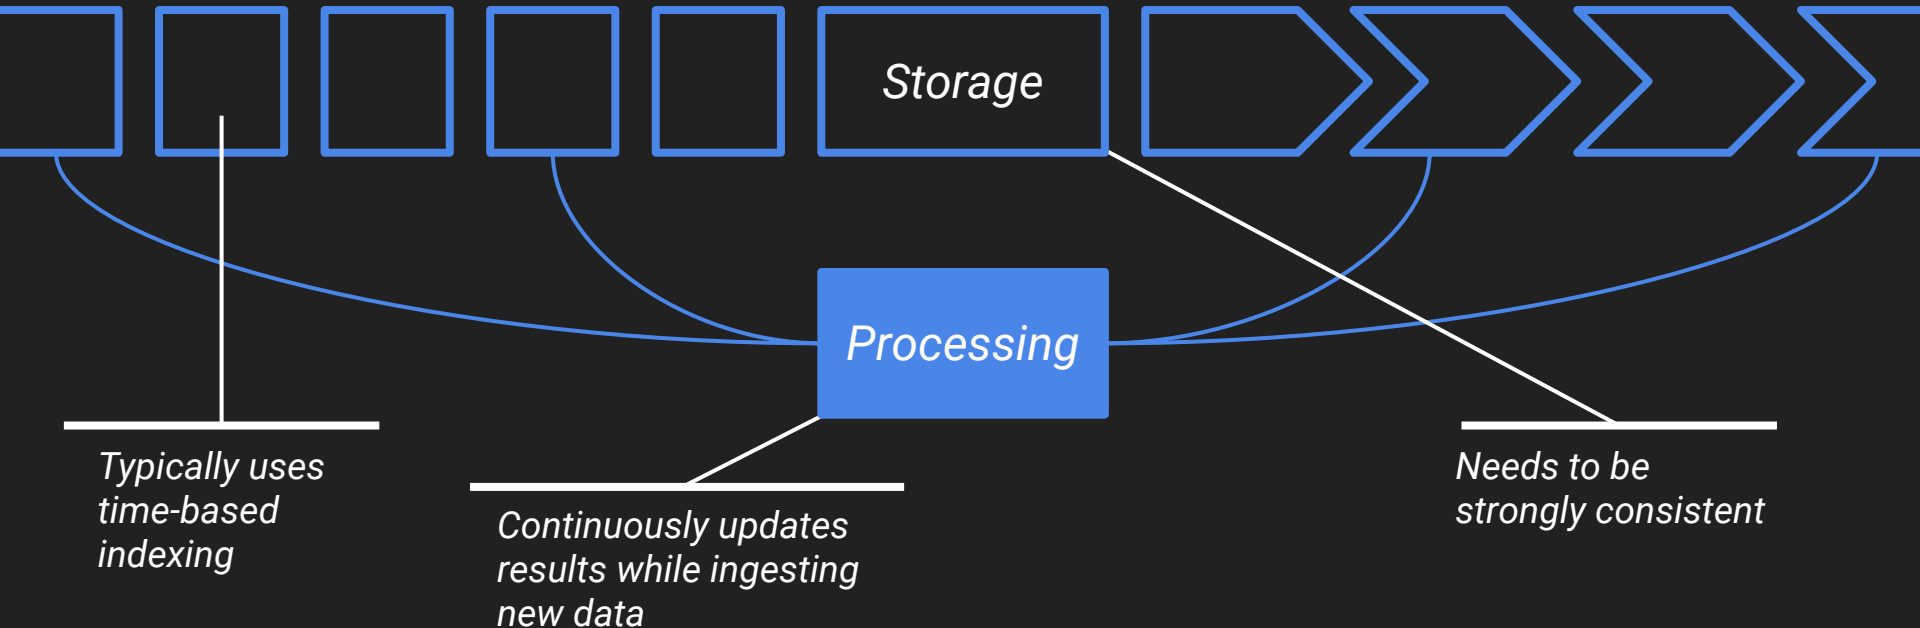 Storage
Processing
Typically uses
time-based
indexing
Continuously updates
results while ingesting
new data
Needs to be
strongly consistent